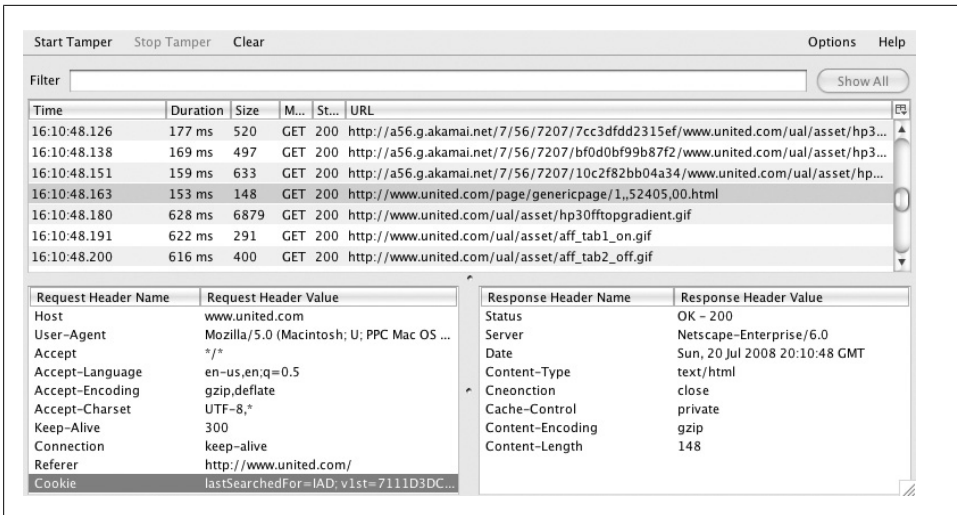 Start Tamper Stop Tamper Clear Options Help
Filter Show All
Time Duration Size M... St... URL
16:10:48.126 177 ms 520 GET 200 http://a56.g.akamai.net/7/56/7207/7cc3dfdd2315ef/www.united.com/ual/asset/hp3...
16:10:48.138 169 ms 497 GET 200 http://a56.g.akamai.net/7/56/7207/bf0d0bf99b87f2/www.united.com/ual/asset/hp3...
16:10:48.151 159 ms 633 GET 200 http://a56.g.akamai.net/7/56/7207/10c2f82bb04a34/www.united.com/ual/asset/hp...
16:10:48.163 153 ms 148 GET 200 http://www.united.com/page/genericpage/1,,52405,00.html
16:10:48.180 628 ms 6879 GET 200 http://www.united.com/ual/asset/hp30fftopgradient.gif
16:10:48.191 622 ms 291 GET 200 http://www.united.com/ual/asset/aff_tab1_on.gif
16:10:48.200 616 ms 400 GET 200 http://www.united.com/ual/asset/aff_tab2_off.gif
Request Header Name Request Header Value
Host www.united.com
User-Agent Mozilla/5.0 (Macintosh; U; PPC Mac OS ...
Accept */*
Accept-Language en-us,en;q=0.5
Accept-Encoding gzip,deflate
Accept-Charset UTF-8,*
Keep-Alive 300
Connection keep-alive
Referer http://www.united.com/
Cookie lastSearchedFor=IAD; v1st=7111D3DC...
Response Header Name Response Header Value
Status OK - 200
Server Netscape-Enterprise/6.0
Date Sun, 20 Jul 2008 20:10:48 GMT
Content-Type text/html
Cneonction close
Cache-Control private
Content-Encoding gzip
Content-Length 148